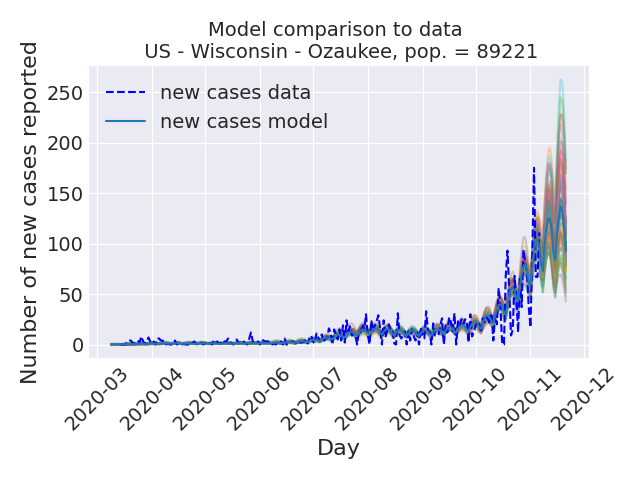 Model comparison to data
US - Wisconsin - Ozaukee, pop. = 89221
Number of new cases reported
250
200
150
100
50
0
new cases data
new cases model
2020-03
2020-04
2020-05
2020-06
2020-07
2020-08
2020-09
2020-10
2020-11
2020-12
Day